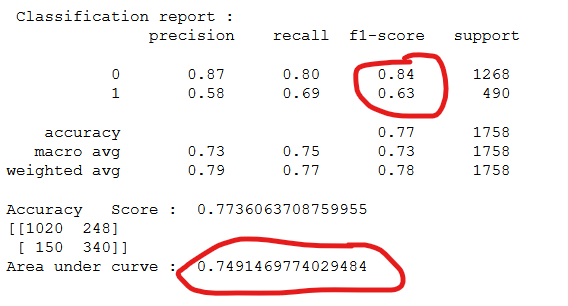 Classification report :
precision recall f1-score support
0 0.87 0.80 0.84 1268
1 0.58 0.69 0.63 490
accuracy 0.77 1758
macro avg 0.73 0.75 0.73 1758
weighted avg 0.79 0.77 0.78 1758
Accuracy Score : 0.7736063708759955
[[1020 248]
[ 150 340]]
Area under curve : 0.7491469774029484